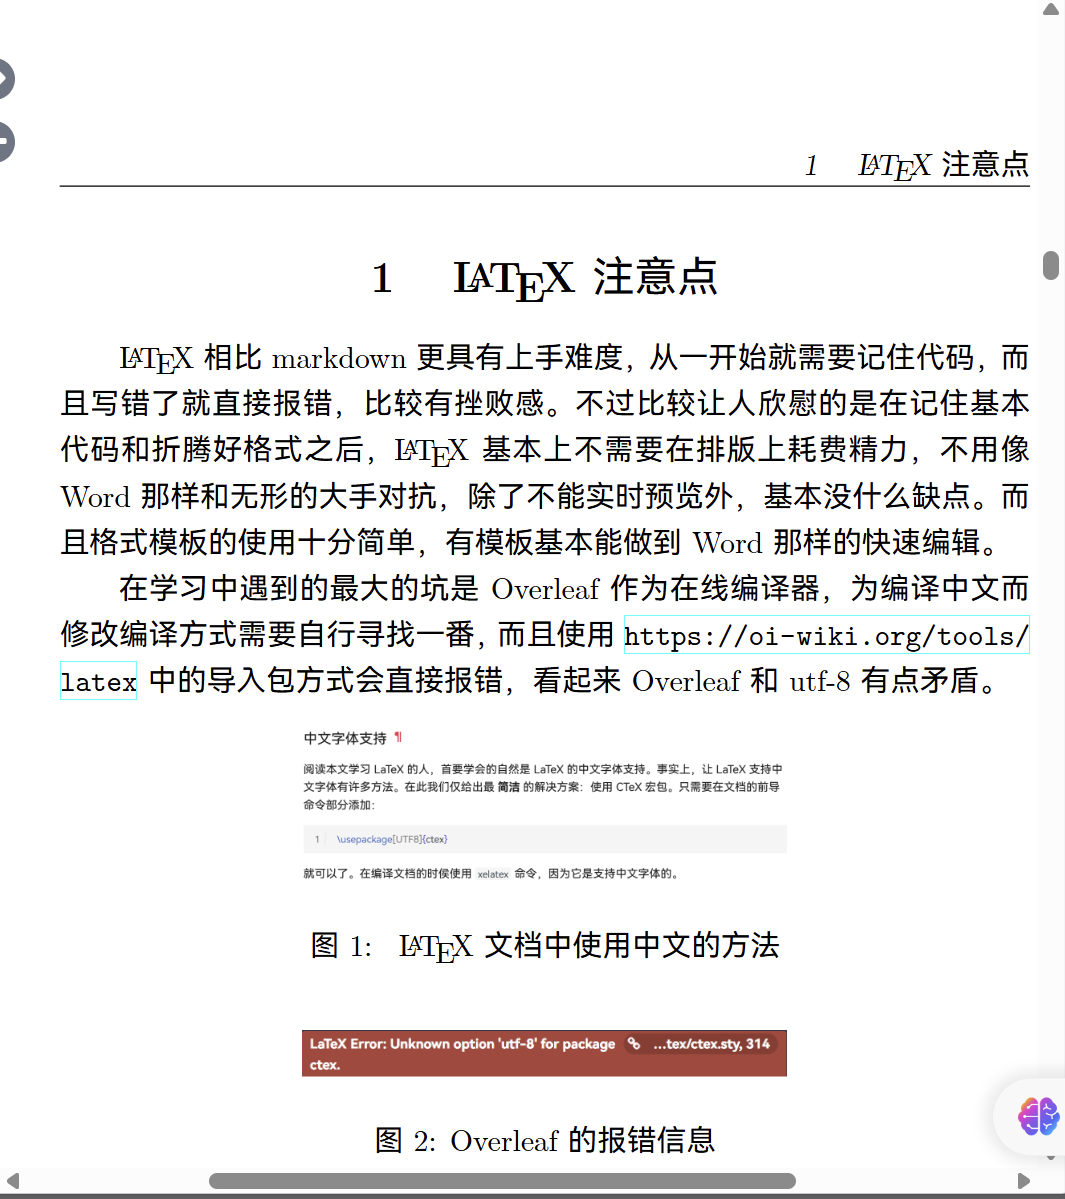 1 LATEX 注意点
1 LATEX 注意点
LATEX 相比 markdown 更具有上手难度，从一开始就需要记住代码，而
且写错了就直接报错，比较有挫败感。不过比较让人欣慰的是在记住基本
代码和折腾好格式之后，LATEX 基本上不需要在排版上耗费精力，不用像
Word 那样和无形的大手对抗，除了不能实时预览外，基本没什么缺点。而
且格式模板的使用十分简单，有模板基本能做到 Word 那样的快速编辑。
在学习中遇到的最大的坑是 Overleaf 作为在线编译器，为编译中文而
修改编译方式需要自行寻找一番，而且使用 https://oi-wiki.org/tools/
latex 中的导入包方式会直接报错，看起来 Overleaf 和 utf-8 有点矛盾。
中文字体支持 ¶
阅读本文学习 LaTeX 的人，首要学会的自然是 LaTeX 的中文字体支持。事实上，让 LaTeX 支持中
文字体有许多方法。在此我们仅给出最 简洁 的解决方案：使用 CTeX 宏包。只需要在文档的前导
命令部分添加：
1 \usepackage[UTF8]{ctex}
就可以了。在编译文档的时侯使用 xelatex 命令，因为它是支持中文字体的。
图 1: LATEX 文档中使用中文的方法
LaTeX Error: Unknown option 'utf-8' for package …tex/ctex.sty, 314
ctex.
图 2: Overleaf 的报错信息